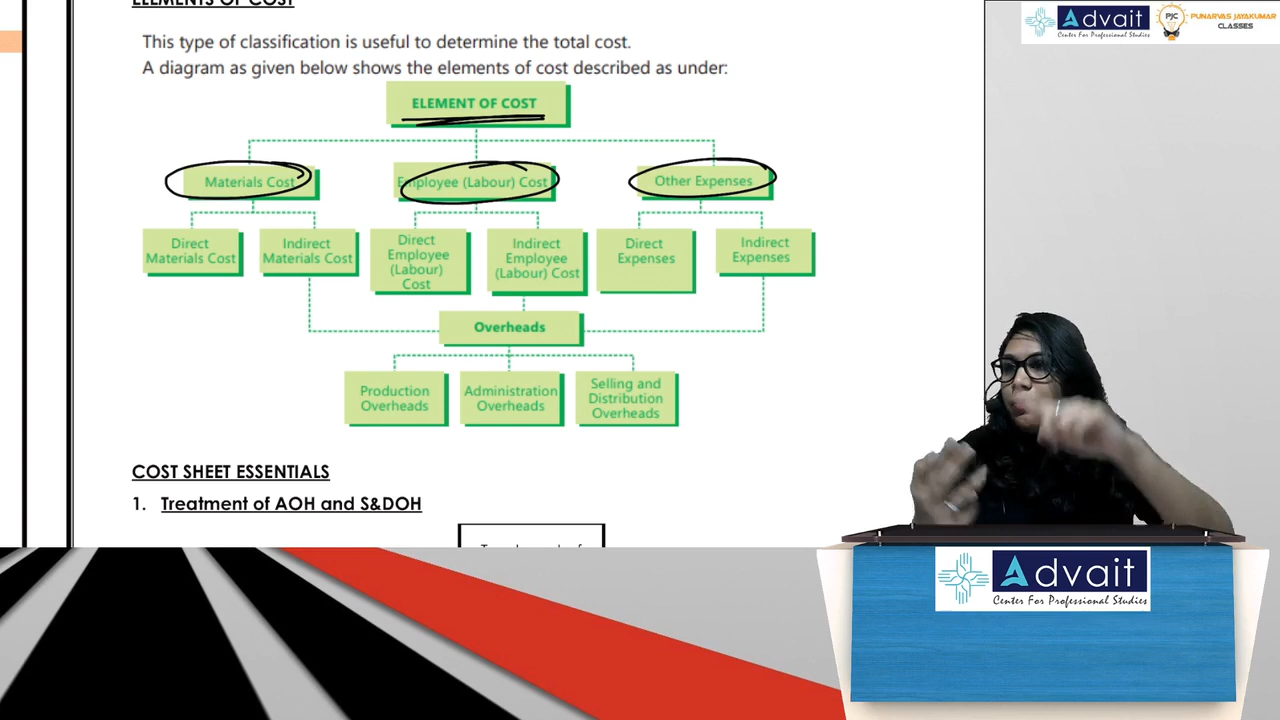 ELEMENTS OF COST
This type of classification is useful to determine the total cost.
A diagram as given below shows the elements of cost described as under:
ELEMENT OF COST
Materials Cost
Employee (Labour) Cost
Other Expenses
Direct
Materials Cost
Indirect
Materials Cost
Direct
Employee
(Labour)
Cost
Indirect
Employee
(Labour) Cost
Direct
Expenses
Indirect
Expenses
Overheads
Production
Overheads
Administration
Overheads
Selling and
Distribution
Overheads
COST SHEET ESSENTIALS
1. Treatment of AOH and S&DOH
Advait
Center For Professional Studies
PJC
PUNARVAS JAYAKUMAR
CLASSES
Advait
Center For Professional Studies